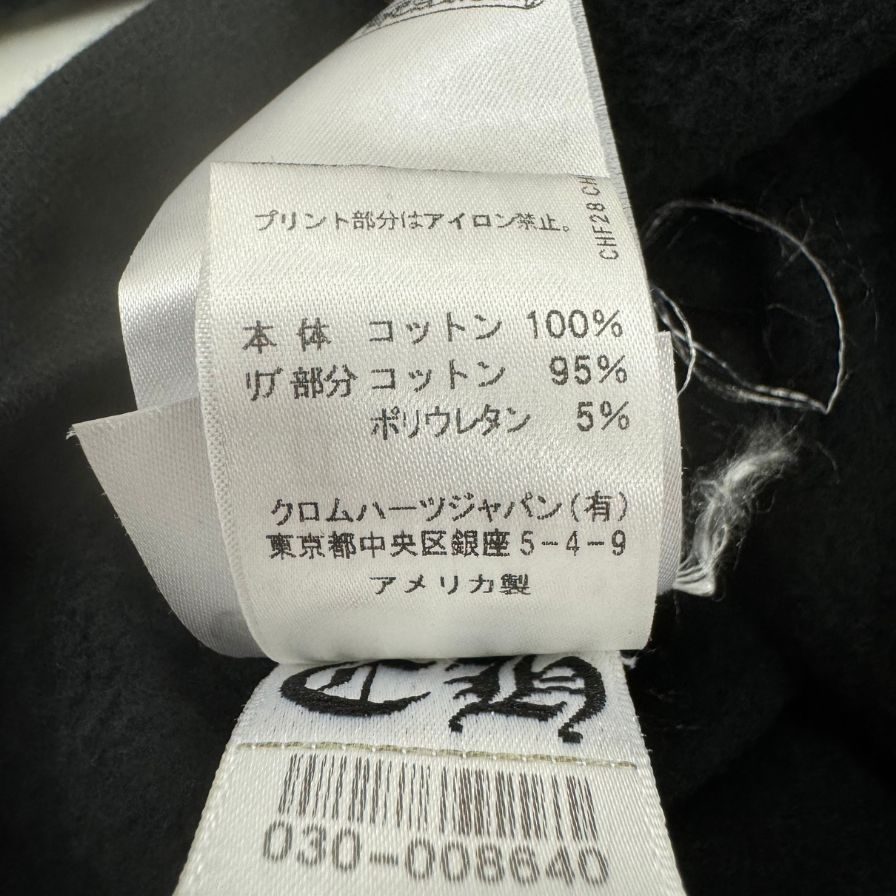 プリント部分はアイロン禁止。
CHF28 CH
本体 コットン 100%
リブ部分 コットン 95%
ポリウレタン 5%
クロムハーツジャパン(有)
東京都中央区銀座5-4-9
アメリカ製
CH
030-008640